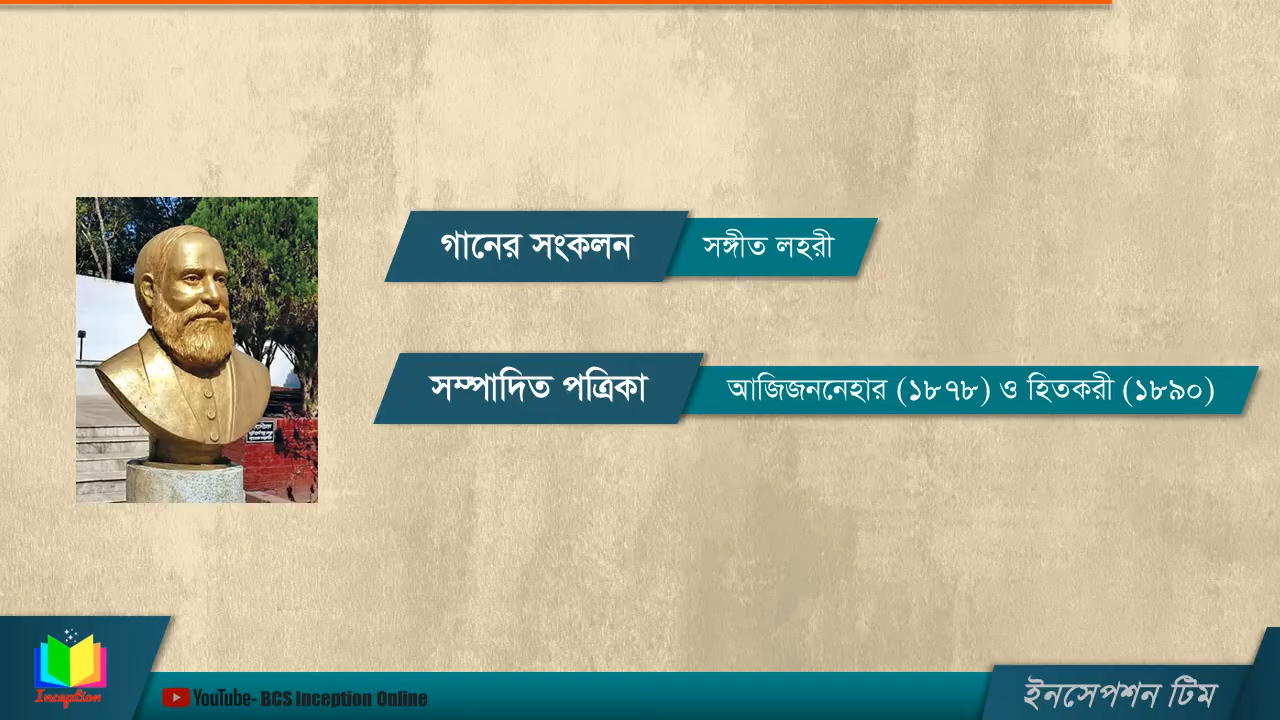 গানের সংকলন
সঙ্গীত লহরী
সম্পাদিত পত্রিকা
আজিজননেহার (১৮৭৮) ও হিতকরী (১৮৯০)
Inception
YouTube- BCS Inception Online
ইনসেপশন টিম